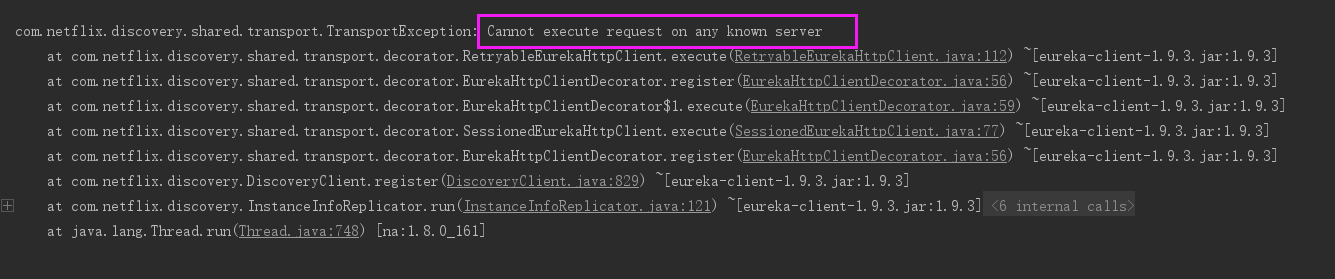 com.netflix.discovery.shared.transport.TransportException: Cannot execute request on any known server
at com.netflix.discovery.shared.transport.decorator.RetryableEurekaHttpClient.execute(RetryableEurekaHttpClient.java:112) ~[eureka-client-1.9.3.jar:1.9.3]
at com.netflix.discovery.shared.transport.decorator.EurekaHttpClientDecorator.register(EurekaHttpClientDecorator.java:56) ~[eureka-client-1.9.3.jar:1.9.3]
at com.netflix.discovery.shared.transport.decorator.EurekaHttpClientDecorator$1.execute(EurekaHttpClientDecorator.java:59) ~[eureka-client-1.9.3.jar:1.9.3]
at com.netflix.discovery.shared.transport.decorator.SessionedEurekaHttpClient.execute(SessionedEurekaHttpClient.java:77) ~[eureka-client-1.9.3.jar:1.9.3]
at com.netflix.discovery.shared.transport.decorator.EurekaHttpClientDecorator.register(EurekaHttpClientDecorator.java:56) ~[eureka-client-1.9.3.jar:1.9.3]
at com.netflix.discovery.DiscoveryClient.register(DiscoveryClient.java:829) ~[eureka-client-1.9.3.jar:1.9.3]
at com.netflix.discovery.InstanceInfoReplicator.run(InstanceInfoReplicator.java:121) ~[eureka-client-1.9.3.jar:1.9.3] <6 internal calls>
at java.lang.Thread.run(Thread.java:748) [na:1.8.0_161]